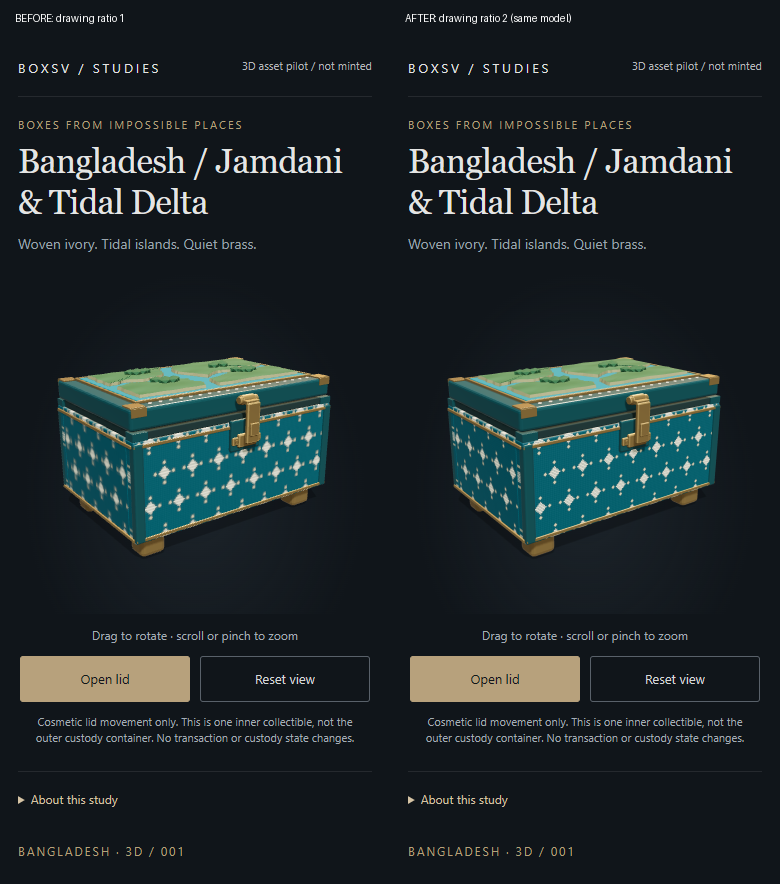 BEFORE: drawing ratio 1
BOXSV / STUDIES
3D asset pilot / not minted
BOXES FROM IMPOSSIBLE PLACES
Bangladesh / Jamdani
& Tidal Delta
Woven ivory. Tidal islands. Quiet brass.
Drag to rotate · scroll or pinch to zoom
Open lid
Reset view
Cosmetic lid movement only. This is one inner collectible, not the
outer custody container. No transaction or custody state changes.
About this study
BANGLADESH · 3D / 001
AFTER: drawing ratio 2 (same model)
BOXSV / STUDIES
3D asset pilot / not minted
BOXES FROM IMPOSSIBLE PLACES
Bangladesh / Jamdani
& Tidal Delta
Woven ivory. Tidal islands. Quiet brass.
Drag to rotate · scroll or pinch to zoom
Open lid
Reset view
Cosmetic lid movement only. This is one inner collectible, not the
outer custody container. No transaction or custody state changes.
About this study
BANGLADESH · 3D / 001